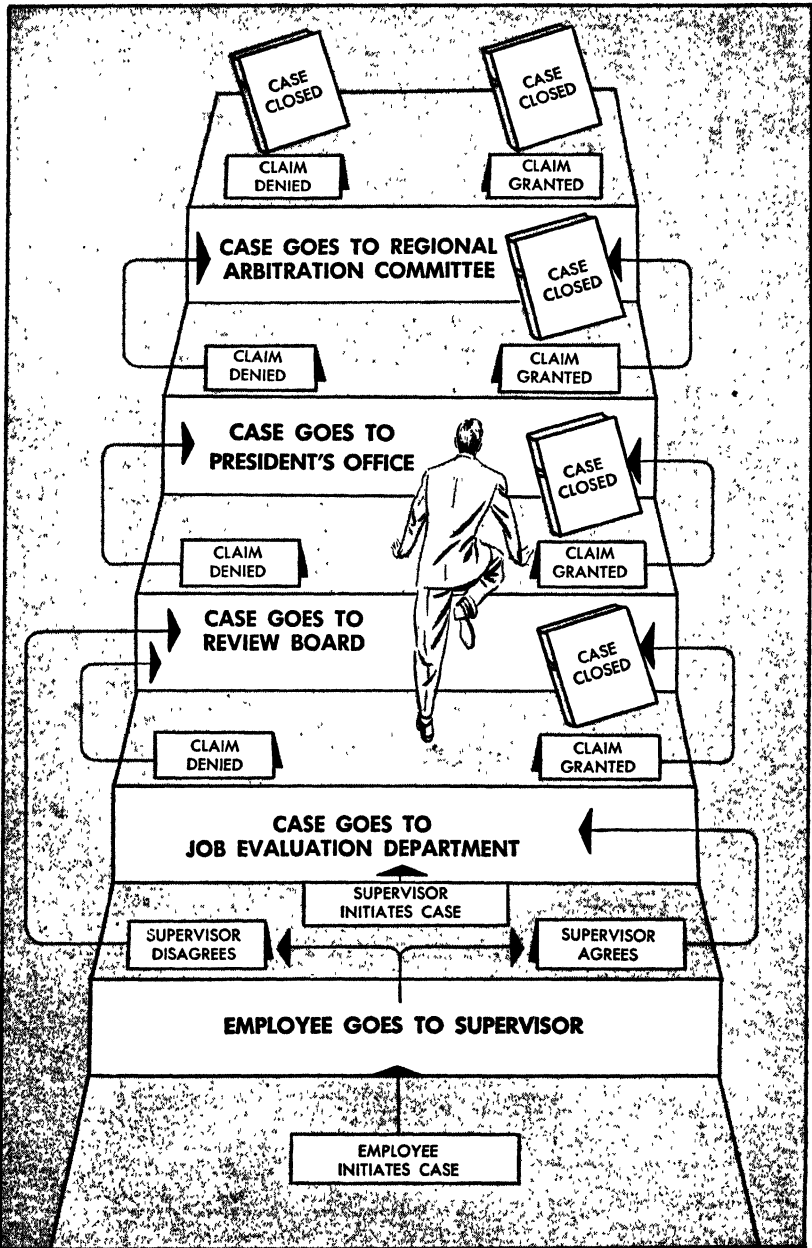 CASE
CLOSED
CASE
CLOSED
CLAIM
DENIED
CLAIM
GRANTED
CASE GOES TO REGIONAL
ARBITRATION COMMITTEE
CASE
CLOSED
CLAIM
DENIED
CLAIM
GRANTED
CASE GOES TO
PRESIDENT'S OFFICE
CASE
CLOSED
CLAIM
DENIED
CLAIM
GRANTED
CASE GOES TO
REVIEW BOARD
CASE
CLOSED
CLAIM
DENIED
CLAIM
GRANTED
CASE GOES TO
JOB EVALUATION DEPARTMENT
SUPERVISOR
INITIATES CASE
SUPERVISOR
DISAGREES
SUPERVISOR
AGREES
EMPLOYEE GOES TO SUPERVISOR
EMPLOYEE
INITIATES CASE